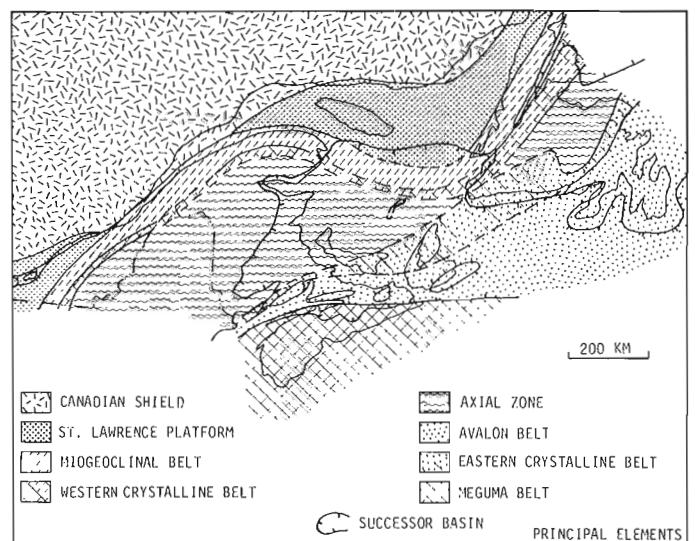 200 KM
CANADIAN SHIELD
ST. LAWRENCE PLATFORM
MIOGEOCLINAL BELT
WESTERN CRYSTALLINE BELT
AXIAL ZONE
AVALON BELT
EASTERN CRYSTALLINE BELT
MEGUMA BELT
SUCCESSOR BASIN
PRINCIPAL ELEMENTS